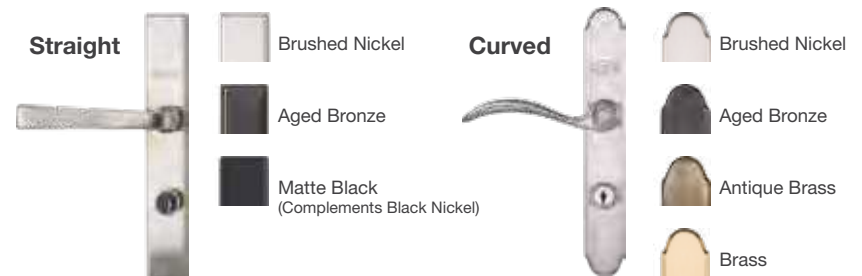 Straight
Brushed Nickel
Aged Bronze
Matte Black
(Complements Black Nickel)
Curved
Brushed Nickel
Aged Bronze
Antique Brass
Brass